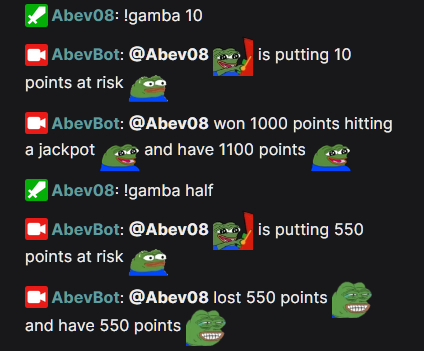 Abev08: !gamba 10
AbevBot: @Abev08 is putting 10
points at risk
AbevBot: @Abev08 won 1000 points hitting
a jackpot and have 1100 points
Abev08: !gamba half
AbevBot: @Abev08 is putting 550
points at risk
AbevBot: @Abev08 lost 550 points
and have 550 points